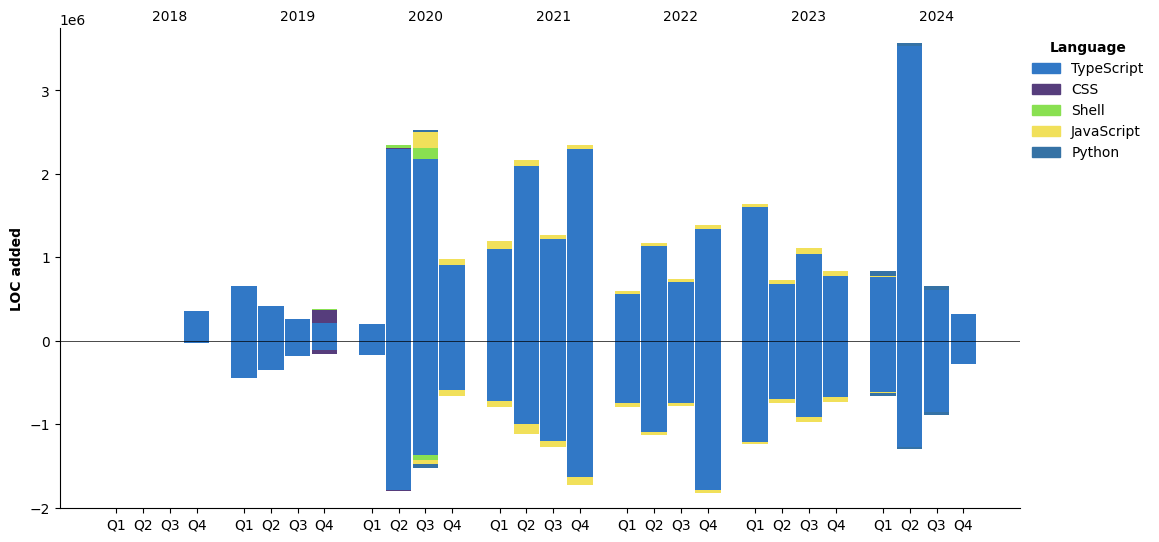 2018 2019 2020 2021 2022 2023 2024
1e6
Language
TypeScript
CSS
Shell
JavaScript
Python
LOC added
3
2
1
0
−1
−2
Q1 Q2 Q3 Q4 Q1 Q2 Q3 Q4 Q1 Q2 Q3 Q4 Q1 Q2 Q3 Q4 Q1 Q2 Q3 Q4 Q1 Q2 Q3 Q4 Q1 Q2 Q3 Q4